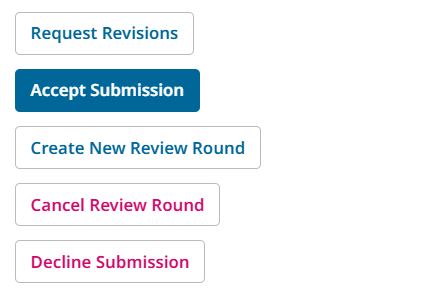 Request Revisions
Accept Submission
Create New Review Round
Cancel Review Round
Decline Submission